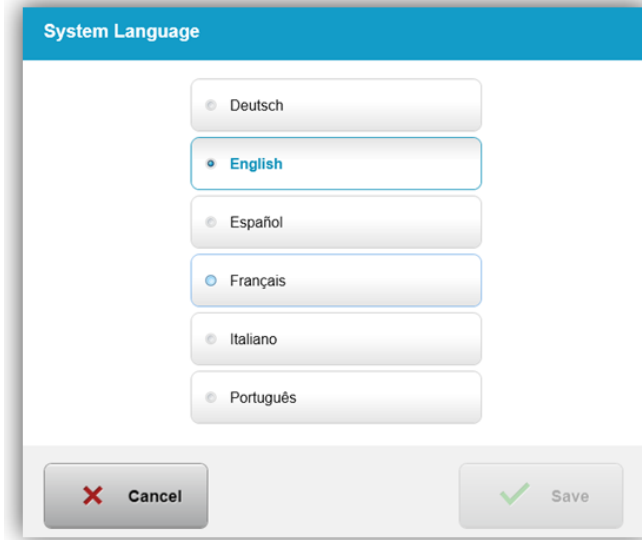 System Language
Deutsch
English
Español
Français
Italiano
Português
Cancel
Save